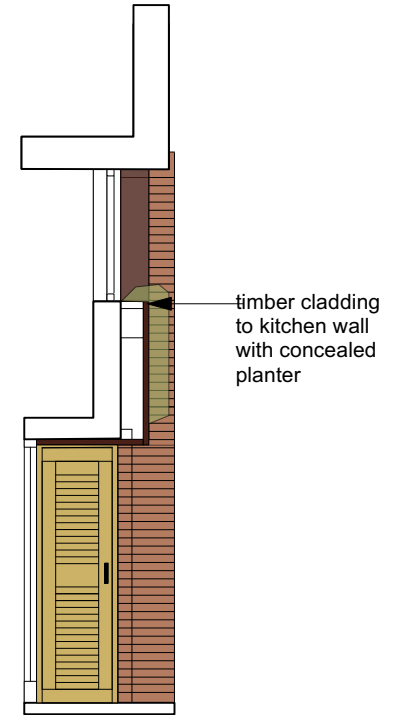 timber cladding
to kitchen wall
with concealed
planter